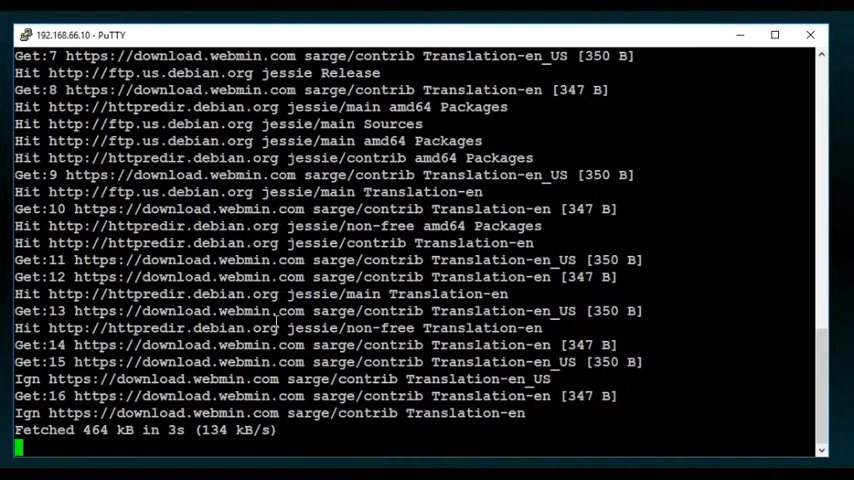 192.168.66.10 - PuTTY
Get:7 https://download.webmin.com sarge/contrib Translation-en_US [350 B]
Hit http://ftp.us.debian.org jessie Release
Get:8 https://download.webmin.com sarge/contrib Translation-en [347 B]
Hit http://httpredir.debian.org jessie/main amd64 Packages
Hit http://ftp.us.debian.org jessie/main Sources
Hit http://ftp.us.debian.org jessie/main amd64 Packages
Hit http://httpredir.debian.org jessie/contrib amd64 Packages
Get:9 https://download.webmin.com sarge/contrib Translation-en_US [350 B]
Hit http://ftp.us.debian.org jessie/main Translation-en
Get:10 https://download.webmin.com sarge/contrib Translation-en [347 B]
Hit http://httpredir.debian.org jessie/non-free amd64 Packages
Hit http://httpredir.debian.org jessie/contrib Translation-en
Get:11 https://download.webmin.com sarge/contrib Translation-en_US [350 B]
Get:12 https://download.webmin.com sarge/contrib Translation-en [347 B]
Hit http://httpredir.debian.org jessie/main Translation-en
Get:13 https://download.webmin.com sarge/contrib Translation-en_US [350 B]
Hit http://httpredir.debian.org jessie/non-free Translation-en
Get:14 https://download.webmin.com sarge/contrib Translation-en [347 B]
Get:15 https://download.webmin.com sarge/contrib Translation-en_US [350 B]
Ign https://download.webmin.com sarge/contrib Translation-en_US
Get:16 https://download.webmin.com sarge/contrib Translation-en [347 B]
Ign https://download.webmin.com sarge/contrib Translation-en
Fetched 464 kB in 3s (134 kB/s)